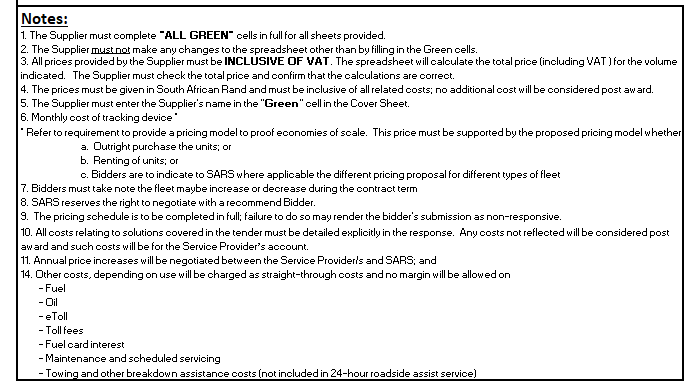 Notes:
1. The Supplier must complete "ALL GREEN" cells in full for all sheets provided.
2. The Supplier must not make any changes to the spreadsheet other than by filling in the Green cells.
3. All prices provided by the Supplier must be INCLUSIVE OF VAT. The spreadsheet will calculate the total price (including VAT ) for the volume
indicated. The Supplier must check the total price and confirm that the calculations are correct.
4. The prices must be given in South African Rand and must be inclusive of all related costs; no additional cost will be considered post award.
5. The Supplier must enter the Supplier's name in the "Green" cell in the Cover Sheet.
6. Monthly cost of tracking device *
* Refer to requirement to provide a pricing model to proof economies of scale. This price must be supported by the proposed pricing model whether
a. Outright purchase the units; or
b. Renting of units; or
c. Bidders are to indicate to SARS where applicable the different pricing proposal for different types of fleet
7. Bidders must take note the fleet maybe increase or decrease during the contract term
8. SARS reserves the right to negotiate with a recommend Bidder.
9. The pricing schedule is to be completed in full; failure to do so may render the bidder's submission as non-responsive.
10. All costs relating to solutions covered in the tender must be detailed explicitly in the response. Any costs not reflected will be considered post
award and such costs will be for the Service Provider's account.
11. Annual price increases will be negotiated between the Service Provider/s and SARS; and
14. Other costs, depending on use will be charged as straight-through costs and no margin will be allowed on
- Fuel
- Oil
- eToll
- Toll fees
- Fuel card interest
- Maintenance and scheduled servicing
- Towing and other breakdown assistance costs (not included in 24-hour roadside assist service)